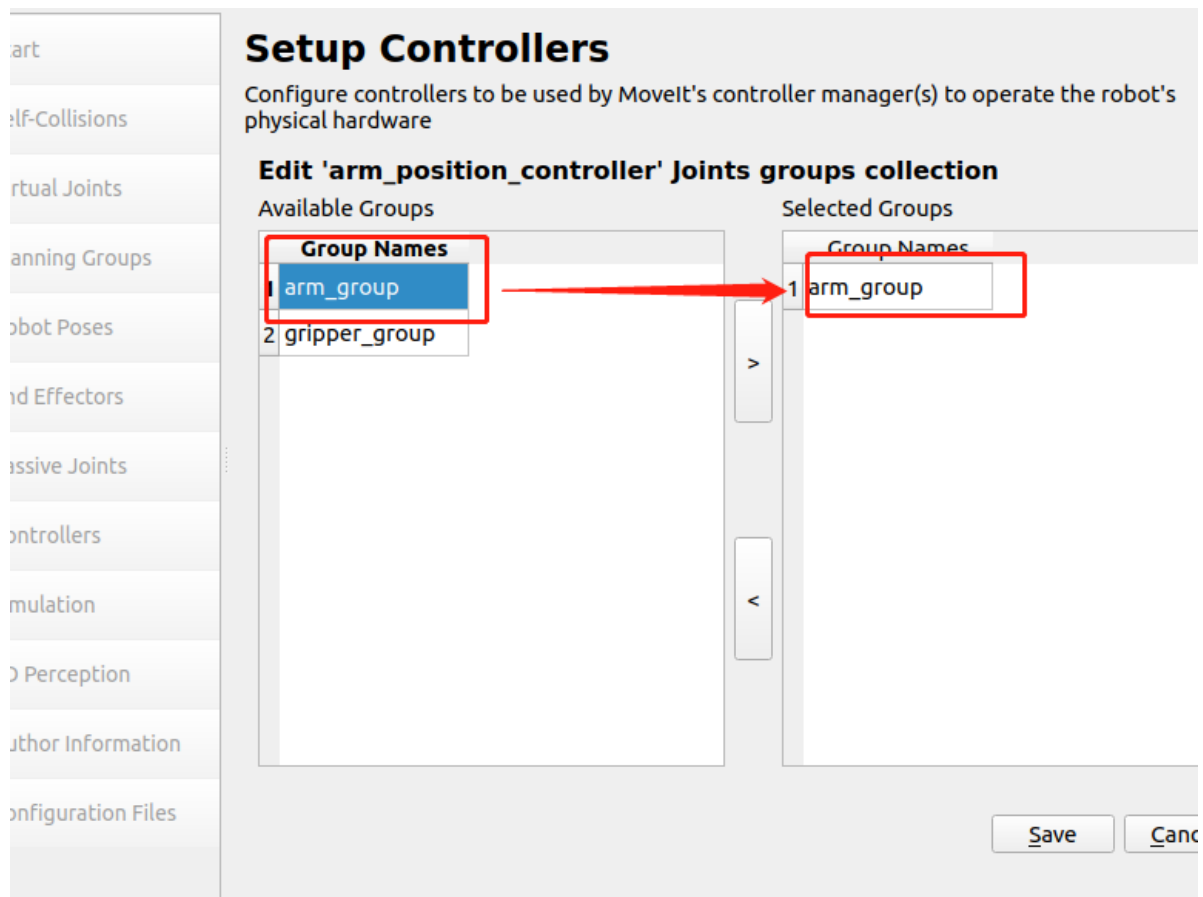 art
elf-Collisions
rtual Joints
anning Groups
obot Poses
nd Effectors
assive Joints
ontrollers
mulation
D Perception
uthor Information
onfiguration Files
Setup Controllers
Configure controllers to be used by MoveIt's controller manager(s) to operate the robot's
physical hardware
Edit 'arm_position_controller' Joints groups collection
Available Groups
Group Names
1 arm_group
2 gripper_group
>
<
Selected Groups
Group Names
1 arm_group
Save
Canc